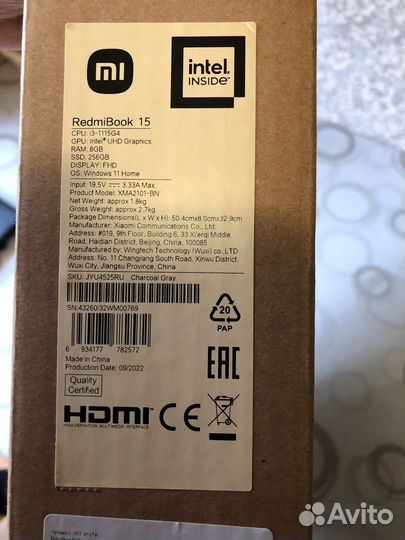 mi
intel.
INSIDE™
RedmiBook 15
CPU: i3-1115G4
GPU: Intel® UHD Graphics
RAM: 8GB
SSD: 256GB
DISPLAY: FHD
OS: Windows 11 Home
Input: 19.5V ⎓ 3.33A Max.
Product Model: XMA2101-BN
Net Weight: approx 1.8kg
Gross Weight: approx 2.7kg
Package Dimensions(L x W x H): 50.4cmx8.0cmx32.9cm
Manufacturer: Xiaomi Communications Co., Ltd.
Address: #019, 9th Floor, Building 6, 33 Xi'erqi Middle
Road, Haidian District, Beijing, China, 100085
Manufacturer by: Wingtech Technology (Wuxi) co., LTD
Address: No. 11 Changjiang South Road, Xinwu District,
Wuxi City, Jiangsu Province, China
SKU: JYU4525RU Charcoal Gray
SN:43260/32WM00769
6 934177 782572
20
PAP
Made in China
Production Date: 09/2022
Quality
Certified
EAC
HDMI™
HIGH-DEFINITION MULTIMEDIA INTERFACE
CE
Avito